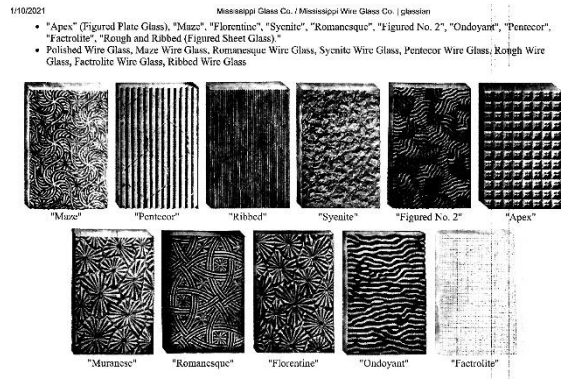 1/10/2021
Mississippi Glass Co. / Mississippi Wire Glass Co. | glassian
• "Apex" (Figured Plate Glass), "Maze", "Florentine", "Syenite", "Romanesque", "Figured No. 2", "Ondoyant", "Pentecor",
"Factrolite", "Rough and Ribbed (Figured Sheet Glass)."
• Polished Wire Glass, Maze Wire Glass, Romanesque Wire Glass, Syenite Wire Glass, Pentecor Wire Glass, Rough Wire
Glass, Factrolite Wire Glass, Ribbed Wire Glass
"Maze" "Pentecor" "Ribbed" "Syenite" "Figured No. 2" "Apex"
"Muranese" "Romanesque" "Florentine" "Ondoyant" "Factrolite"